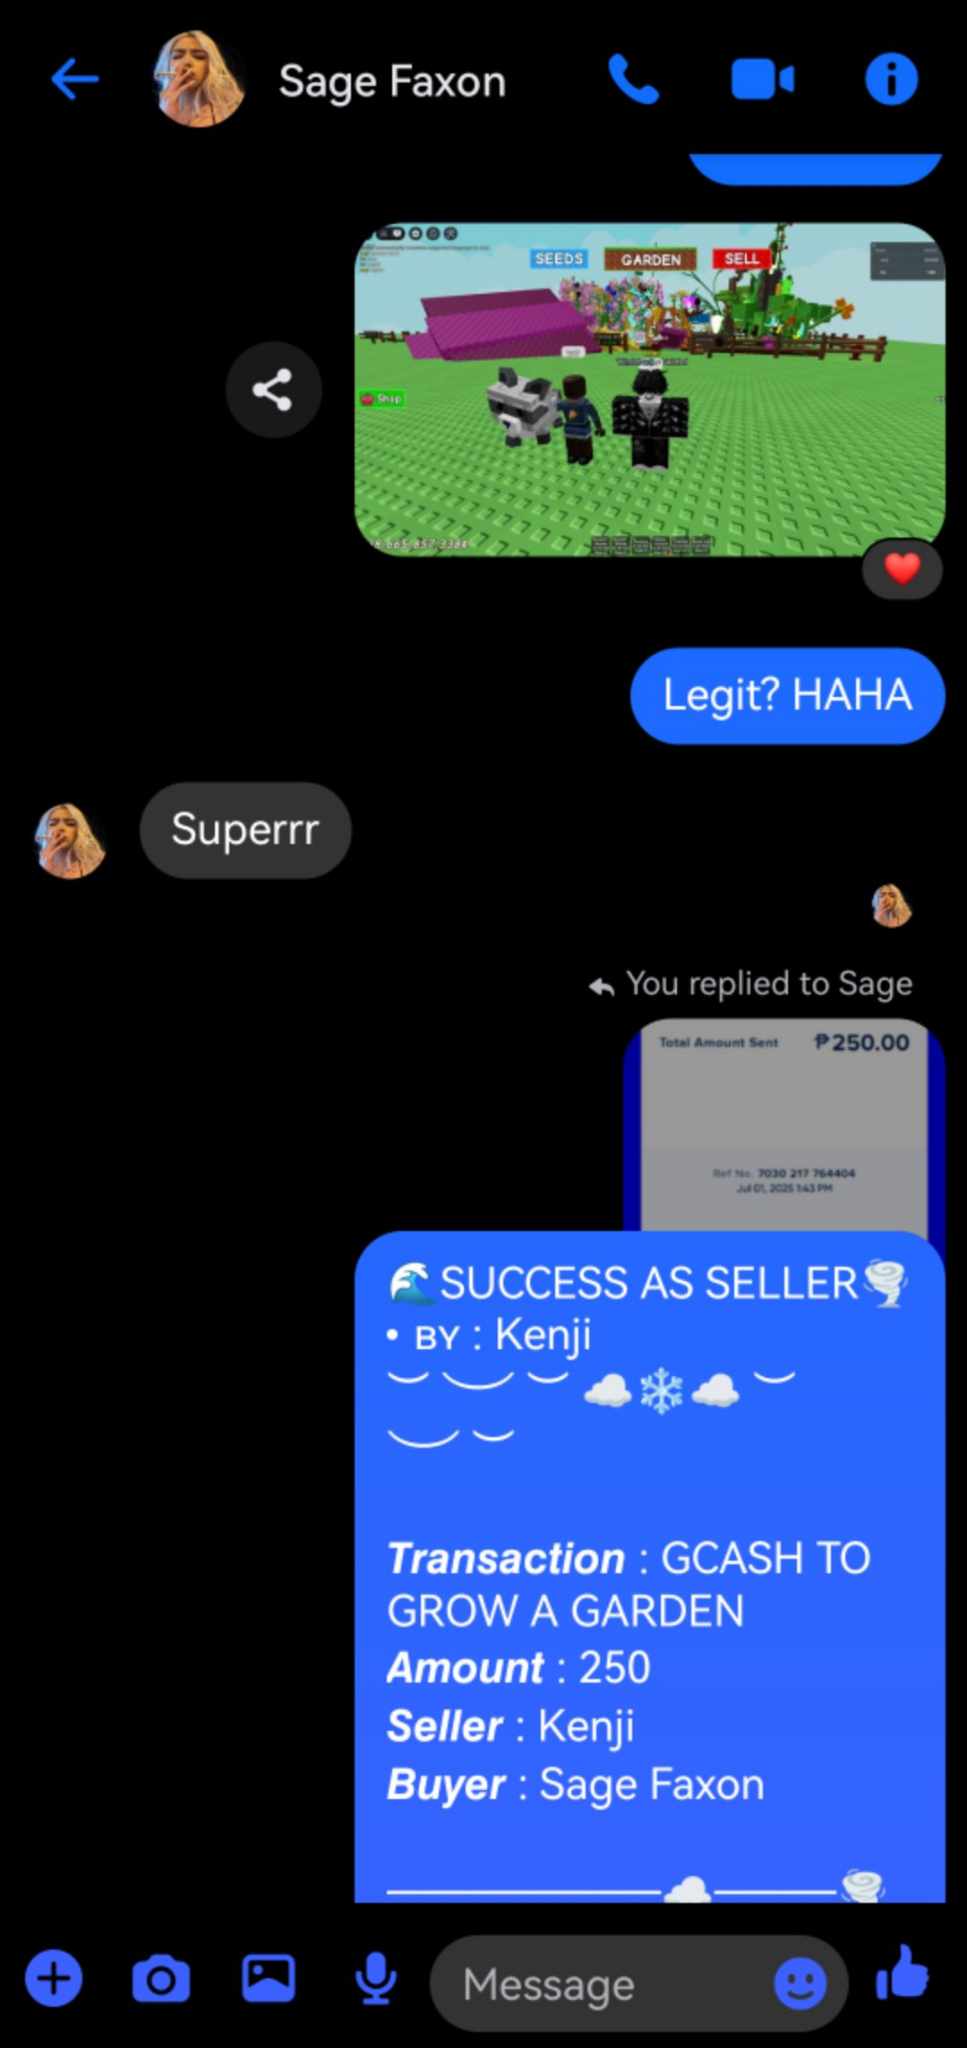 Sage Faxon
SEEDS
GARDEN
SELL
Shop
Legit? HAHA
Superrr
You replied to Sage
Total Amount Sent ₱250.00
Ref No. 7030 217 764404
Jul 01, 2025 1:43 PM
🌊SUCCESS AS SELLER🌪️
• ʙʏ : Kenji
︶︶︶ ☁️❄️☁️ ︶
︶︶
Transaction : GCASH TO
GROW A GARDEN
Amount : 250
Seller : Kenji
Buyer : Sage Faxon
Message